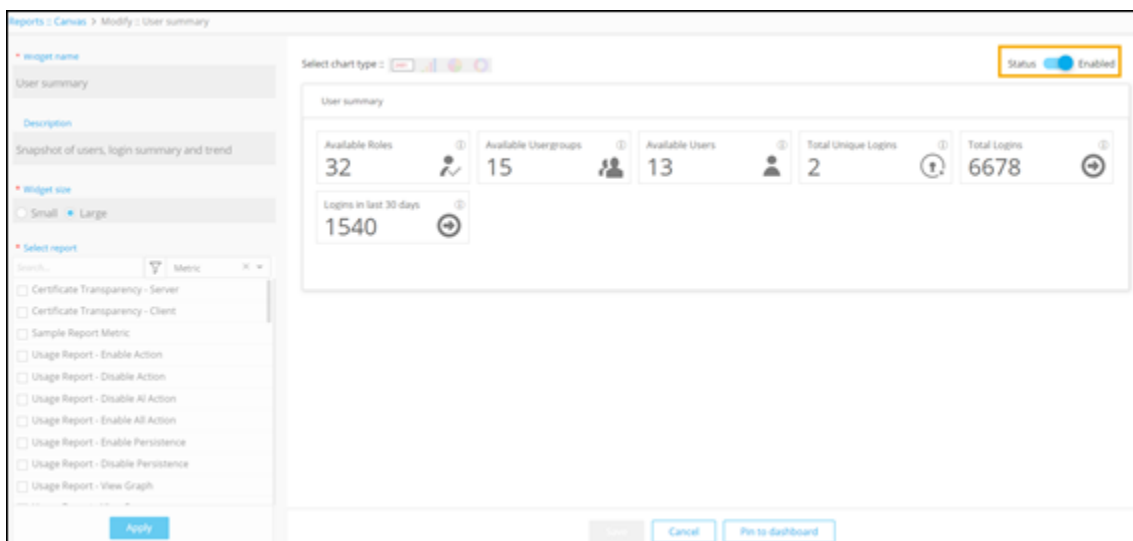 Reports :: Canvas > Modify :: User summary
* Widget name
User summary
Description
Snapshot of users, login summary and trend
* Widget size
Small Large
* Select report
Search... Metric
Certificate Transparency - Server
Certificate Transparency - Client
Sample Report Metric
Usage Report - Enable Action
Usage Report - Disable Action
Usage Report - Disable Al Action
Usage Report - Enable All Action
Usage Report - Enable Persistence
Usage Report - Disable Persistence
Usage Report - View Graph
Apply
Select chart type ::
Status Enabled
User summary
Available Roles
32
Available Usergroups
15
Available Users
13
Total Unique Logins
2
Total Logins
6678
Logins in last 30 days
1540
Save Cancel Pin to dashboard